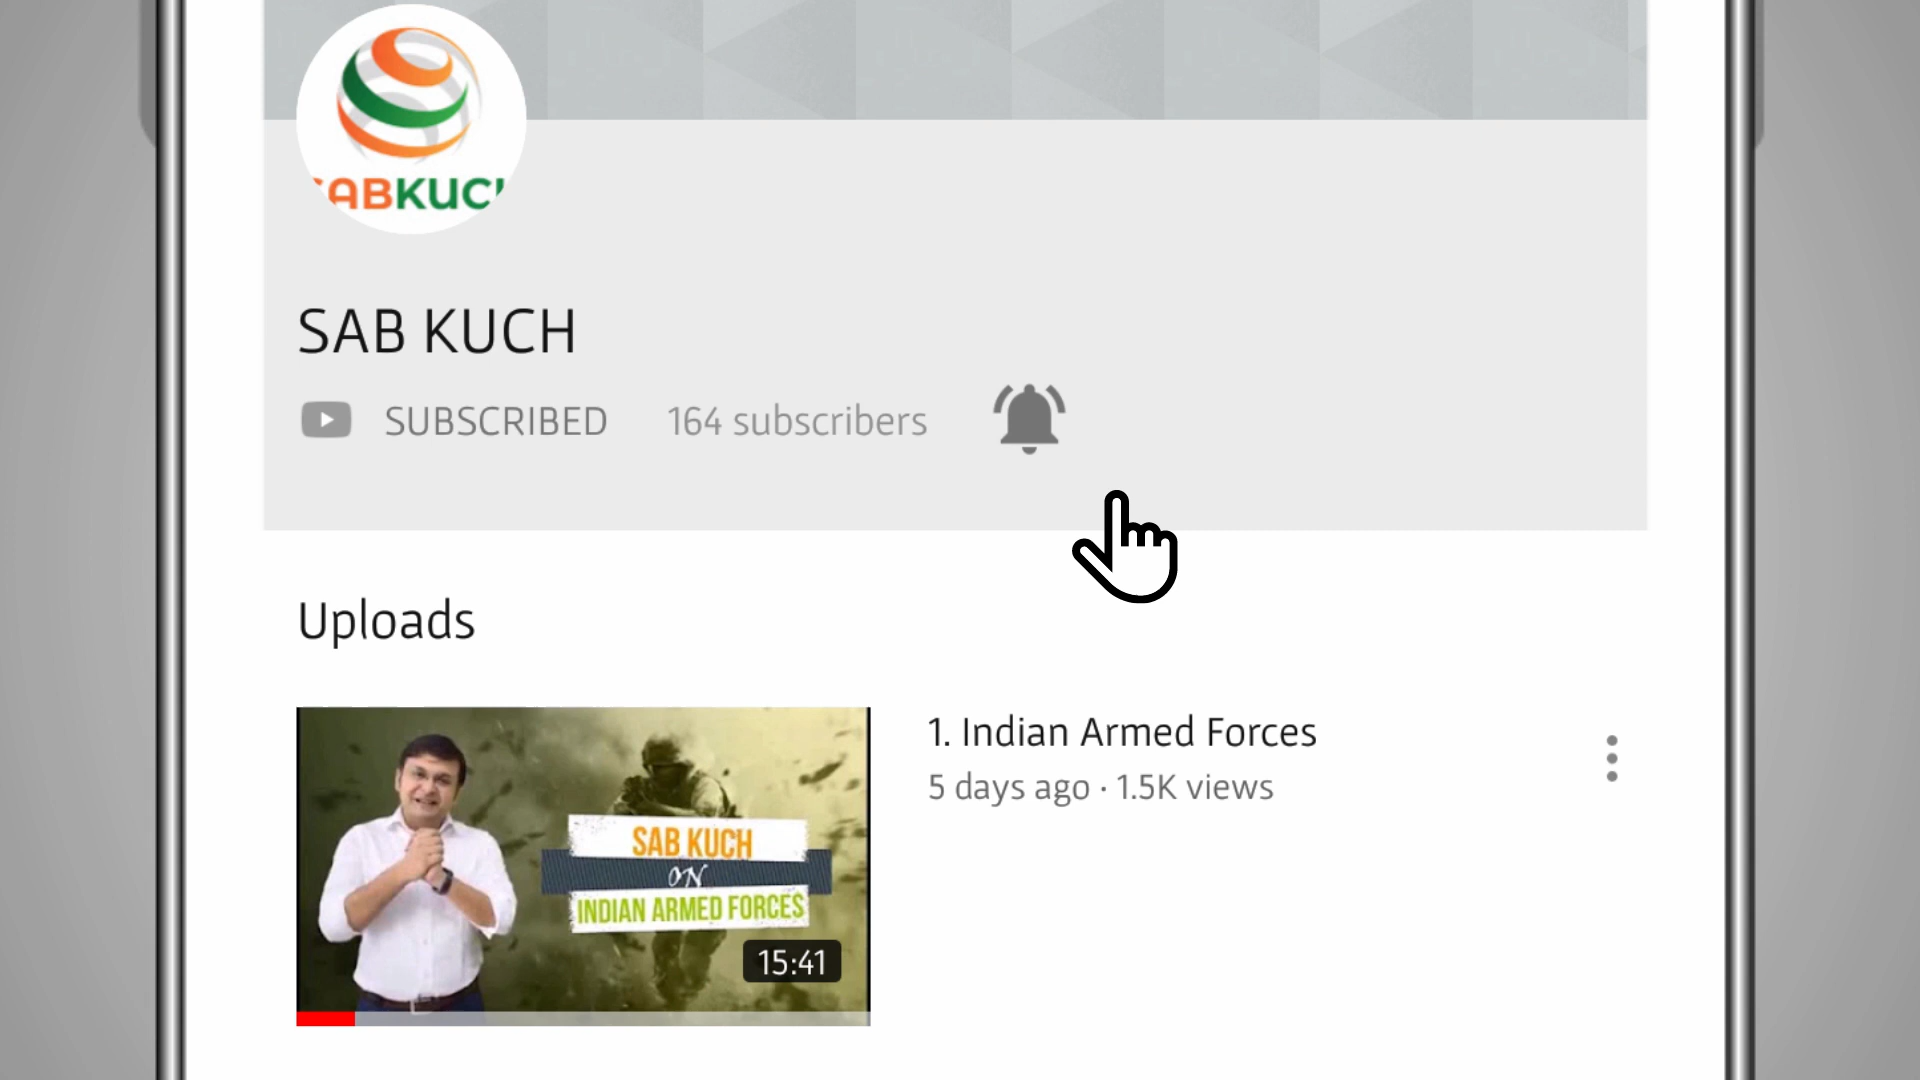 ABKUC
SAB KUCH
SUBSCRIBED 164 subscribers
Uploads
1. Indian Armed Forces
5 days ago · 1.5K views
SAB KUCH
ON
INDIAN ARMED FORCES
15:41